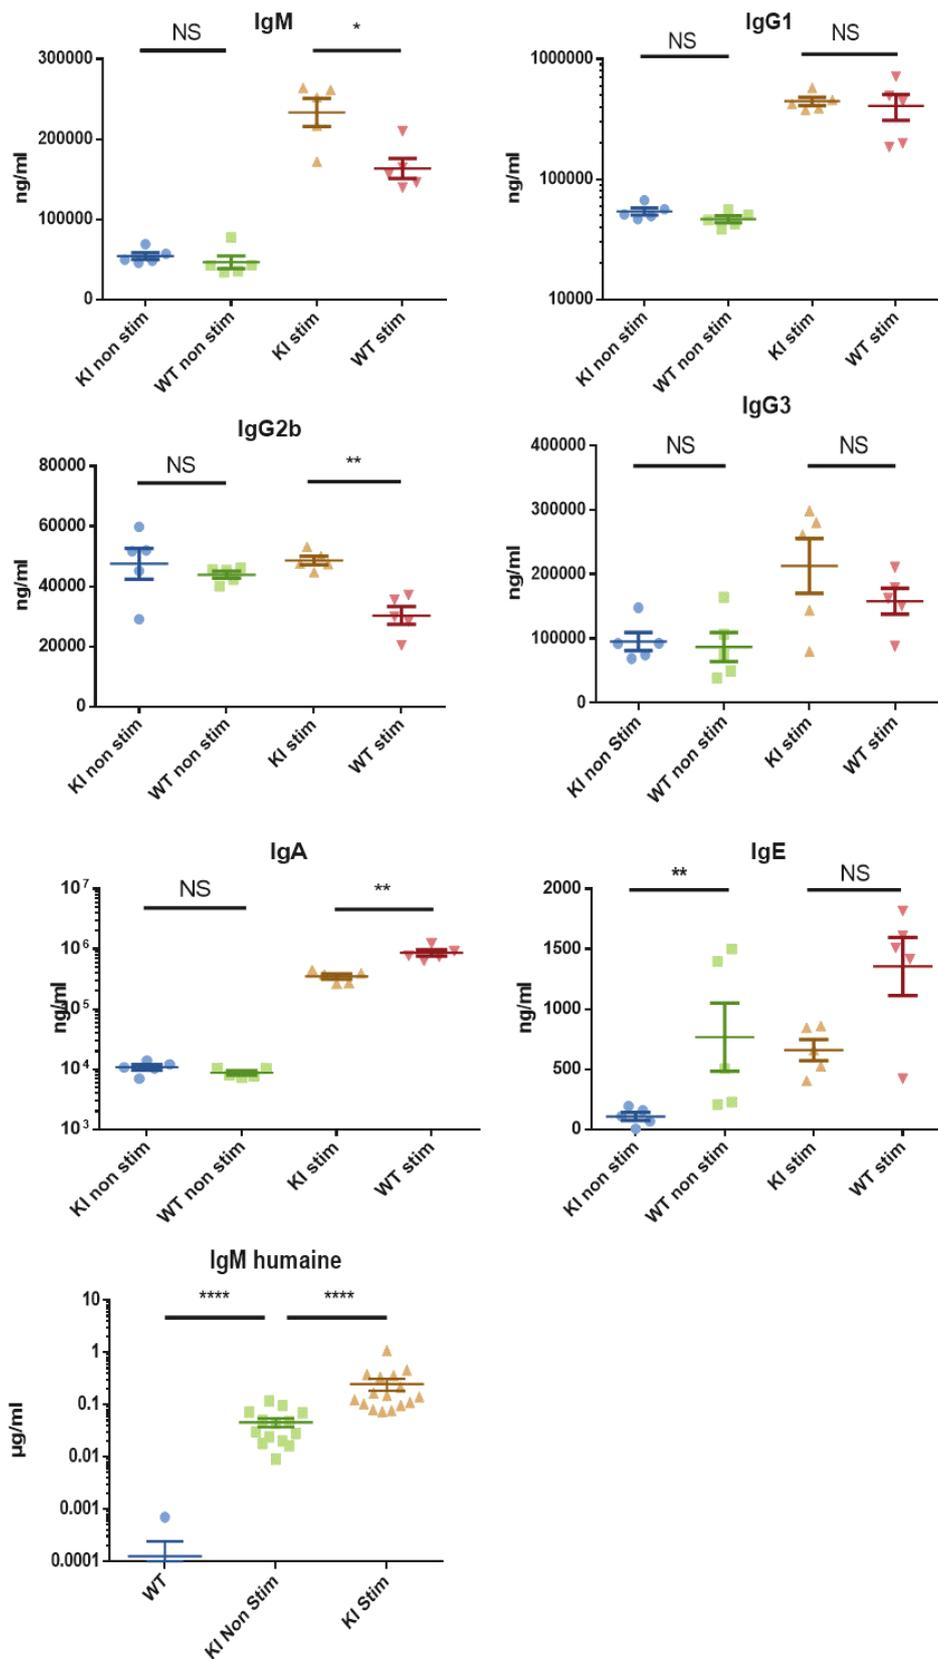 IgM
NS
*
300000
200000
100000
0
ng/ml
KI non stim
WT non stim
KI stim
WT stim
IgG1
NS
NS
1000000
100000
10000
ng/ml
KI non stim
WT non stim
KI stim
WT stim
IgG2b
NS
**
80000
60000
40000
20000
0
ng/ml
KI non stim
WT non stim
KI stim
WT stim
IgG3
NS
NS
400000
300000
200000
100000
0
ng/ml
KI non Stim
WT non stim
KI stim
WT stim
IgA
NS
**
10⁷
10⁶
10⁵
10⁴
10³
ng/ml
KI non stim
WT non stim
KI stim
WT stim
IgE
**
NS
2000
1500
1000
500
0
ng/ml
KI non stim
WT non stim
KI stim
WT stim
IgM humaine
****
****
10
1
0.1
0.01
0.001
0.0001
µg/ml
WT
KI Non Stim
KI Stim